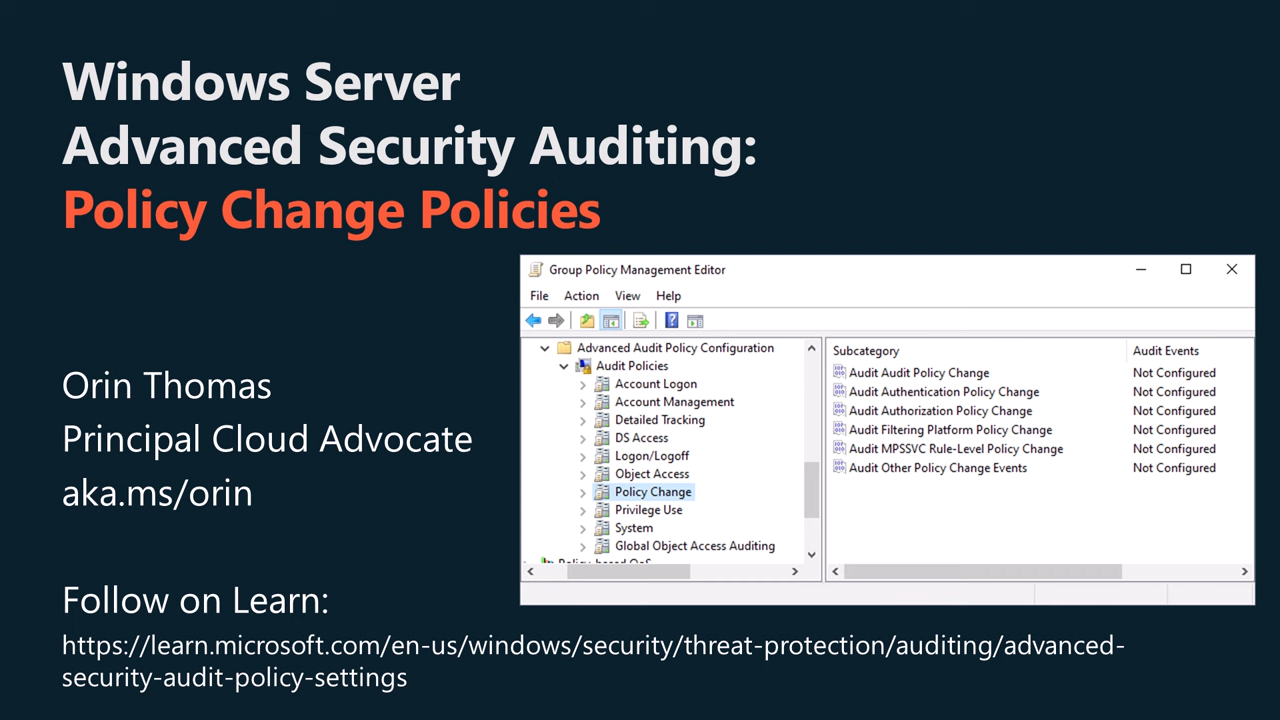 Windows Server
Advanced Security Auditing:
Policy Change Policies
Orin Thomas
Principal Cloud Advocate
aka.ms/orin
Follow on Learn:
https://learn.microsoft.com/en-us/windows/security/threat-protection/auditing/advanced-
security-audit-policy-settings
Group Policy Management Editor
File Action View Help
Advanced Audit Policy Configuration
Audit Policies
Account Logon
Account Management
Detailed Tracking
DS Access
Logon/Logoff
Object Access
Policy Change
Privilege Use
System
Global Object Access Auditing
Policy-based QoS
Subcategory Audit Events
Audit Audit Policy Change Not Configured
Audit Authentication Policy Change Not Configured
Audit Authorization Policy Change Not Configured
Audit Filtering Platform Policy Change Not Configured
Audit MPSSVC Rule-Level Policy Change Not Configured
Audit Other Policy Change Events Not Configured